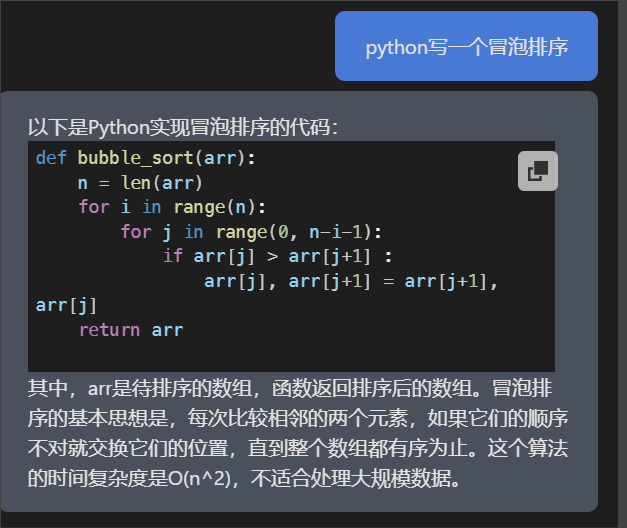 python写一个冒泡排序
以下是Python实现冒泡排序的代码：
def bubble_sort(arr):
    n = len(arr)
    for i in range(n):
        for j in range(0, n-i-1):
            if arr[j] > arr[j+1] :
                arr[j], arr[j+1] = arr[j+1],
arr[j]
    return arr
其中，arr是待排序的数组，函数返回排序后的数组。冒泡排
序的基本思想是，每次比较相邻的两个元素，如果它们的顺序
不对就交换它们的位置，直到整个数组都有序为止。这个算法
的时间复杂度是O(n^2)，不适合处理大规模数据。